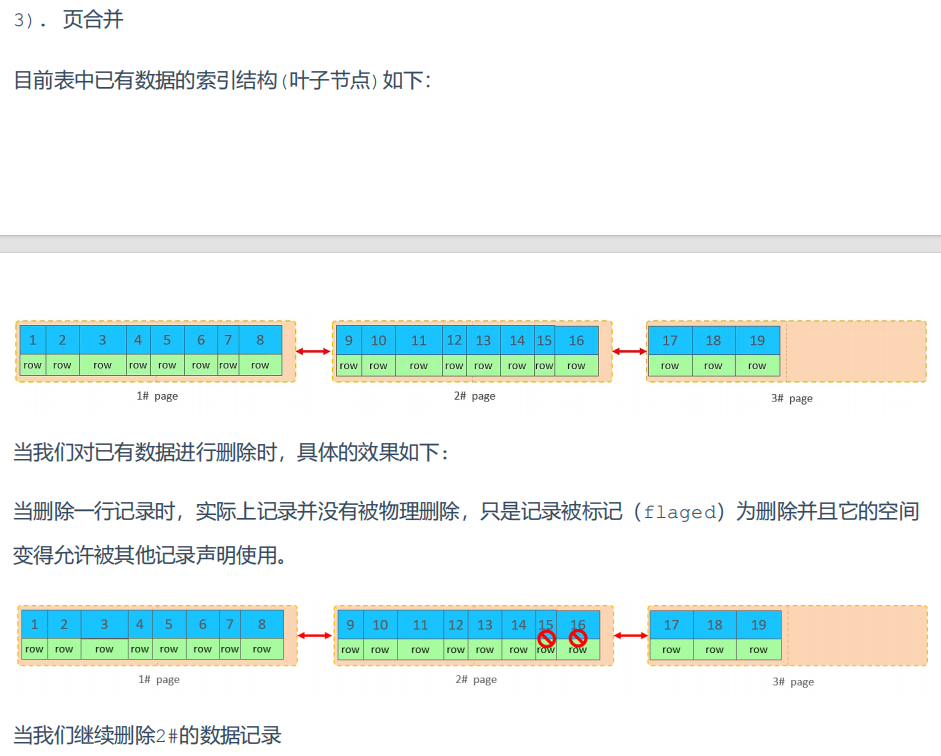 3). 页合并
目前表中已有数据的索引结构(叶子节点)如下：
1 2 3 4 5 6 7 8 9 10 11 12 13 14 15 16 17 18 19
row row row row row row row row row row row row row row row row row row row
1# page 2# page 3# page
当我们对已有数据进行删除时，具体的效果如下：
当删除一行记录时，实际上记录并没有被物理删除，只是记录被标记（flaged）为删除并且它的空间
变得允许被其他记录声明使用。
1 2 3 4 5 6 7 8 9 10 11 12 13 14 15 16 17 18 19
row row row row row row row row row row row row row row row row row row row
1# page 2# page 3# page
当我们继续删除2#的数据记录